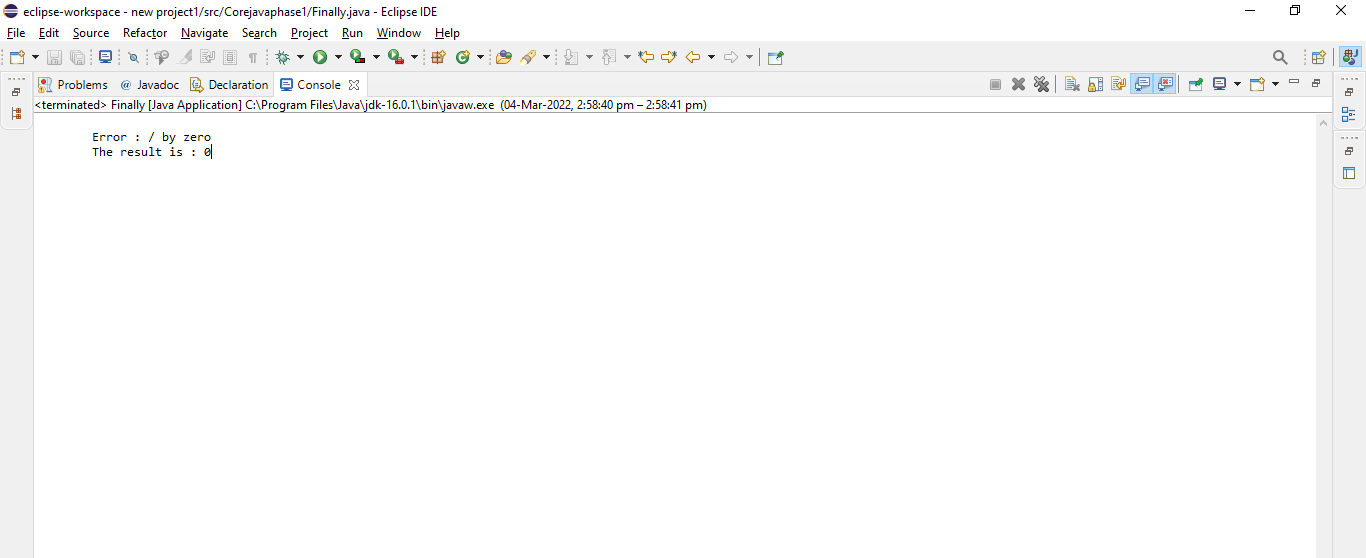 eclipse-workspace - new project1/src/Corejavaphase1/Finally.java - Eclipse IDE
File Edit Source Refactor Navigate Search Project Run Window Help
Problems @ Javadoc Declaration Console
<terminated> Finally [Java Application] C:\Program Files\Java\jdk-16.0.1\bin\javaw.exe (04-Mar-2022, 2:58:40 pm – 2:58:41 pm)
Error : / by zero
The result is : 0